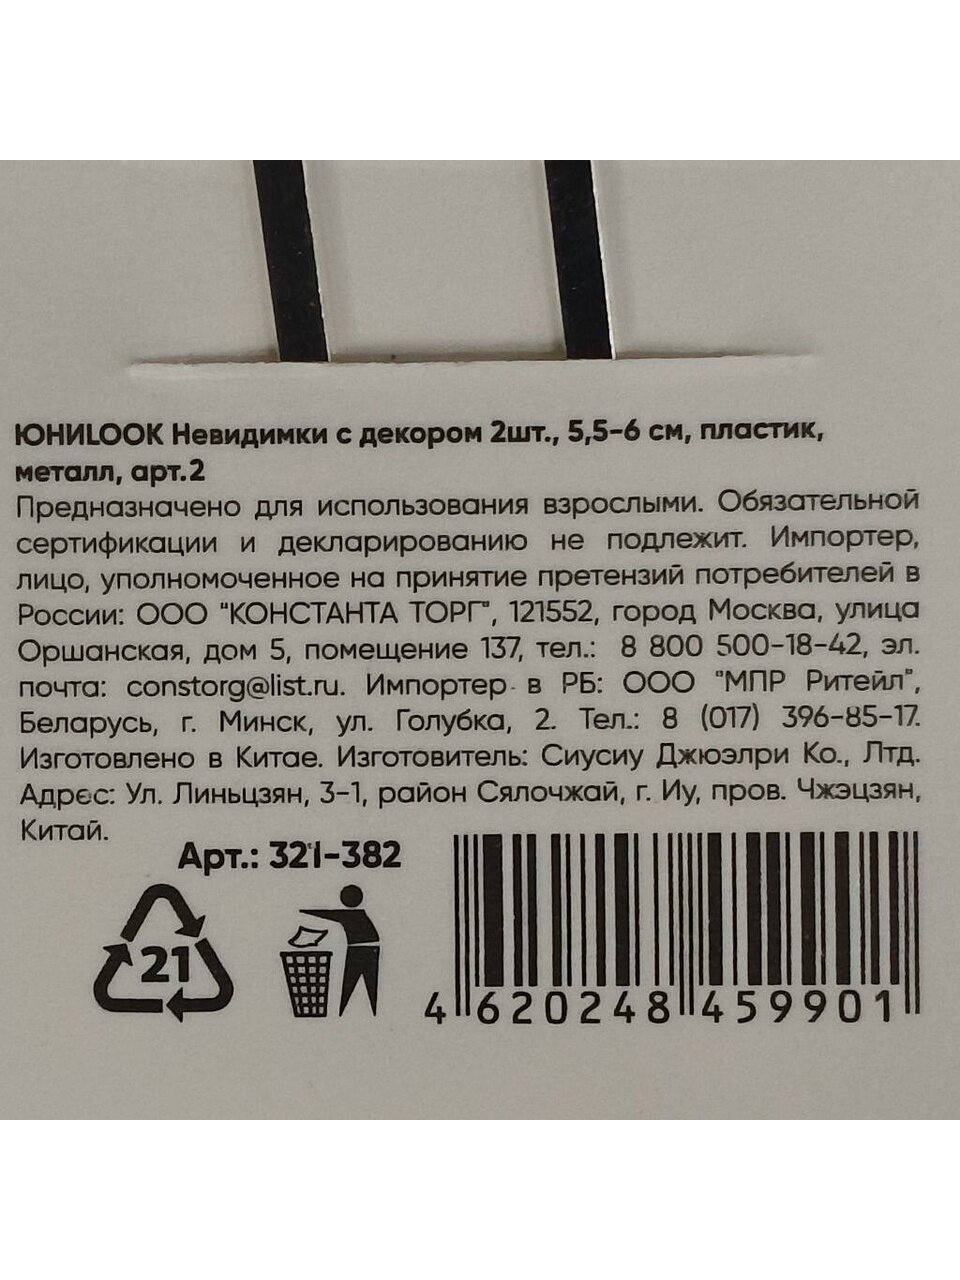 ЮНИLOOK Невидимки с декором 2шт., 5,5-6 см, пластик,
металл, арт.2
Предназначено для использования взрослыми. Обязательной
сертификации и декларированию не подлежит. Импортер,
лицо, уполномоченное на принятие претензий потребителей в
России: ООО "КОНСТАНТА ТОРГ", 121552, город Москва, улица
Оршанская, дом 5, помещение 137, тел.: 8 800 500-18-42, эл.
почта: constorg@list.ru. Импортер в РБ: ООО "МПР Ритейл",
Беларусь, г. Минск, ул. Голубка, 2. Тел.: 8 (017) 396-85-17.
Изготовлено в Китае. Изготовитель: Сиусиу Джюэлри Ко., Лтд.
Адрес: Ул. Линьцзян, 3-1, район Сялочжай, г. Иу, пров. Чжэцзян,
Китай.
Арт.: 321-382
21
4 620248 459901